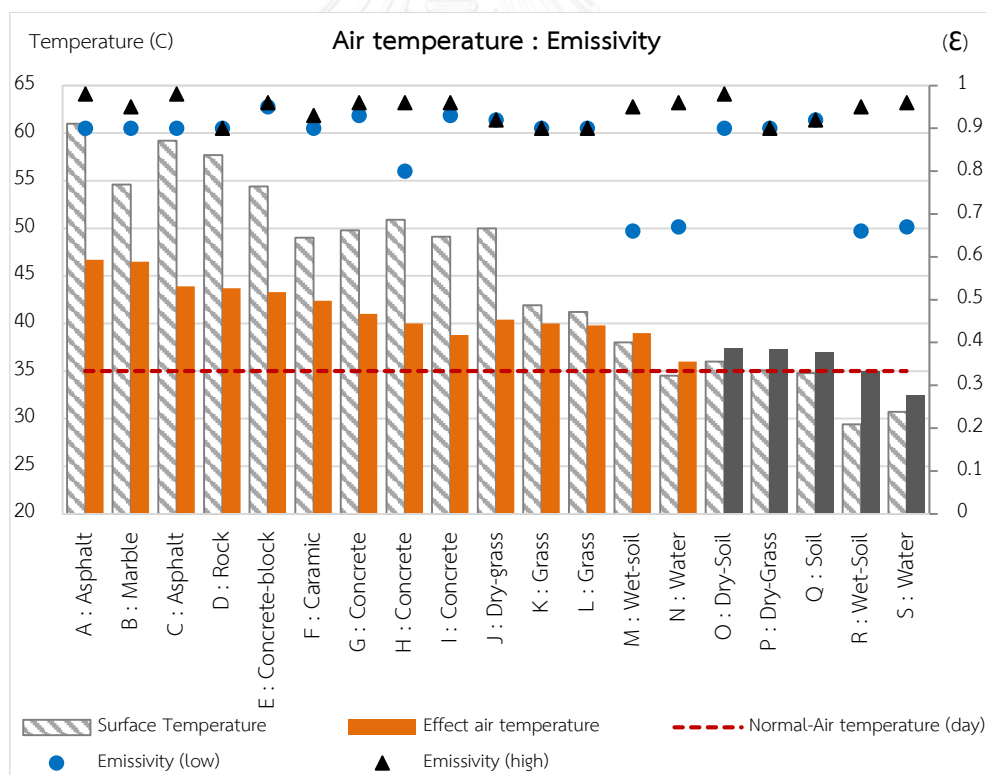 Temperature (C)
Air temperature : Emissivity
(Ɛ)
65
60
55
50
45
40
35
30
25
20
1
0.9
0.8
0.7
0.6
0.5
0.4
0.3
0.2
0.1
0
A : Asphalt
B : Marble
C : Asphalt
D : Rock
E : Concrete-block
F : Caramic
G : Concrete
H : Concrete
I : Concrete
J : Dry-grass
K : Grass
L : Grass
M : Wet-soil
N : Water
O : Dry-Soil
P : Dry-Grass
Q : Soil
R : Wet-Soil
S : Water
Surface Temperature
Effect air temperature
Normal-Air temperature (day)
Emissivity (low)
Emissivity (high)